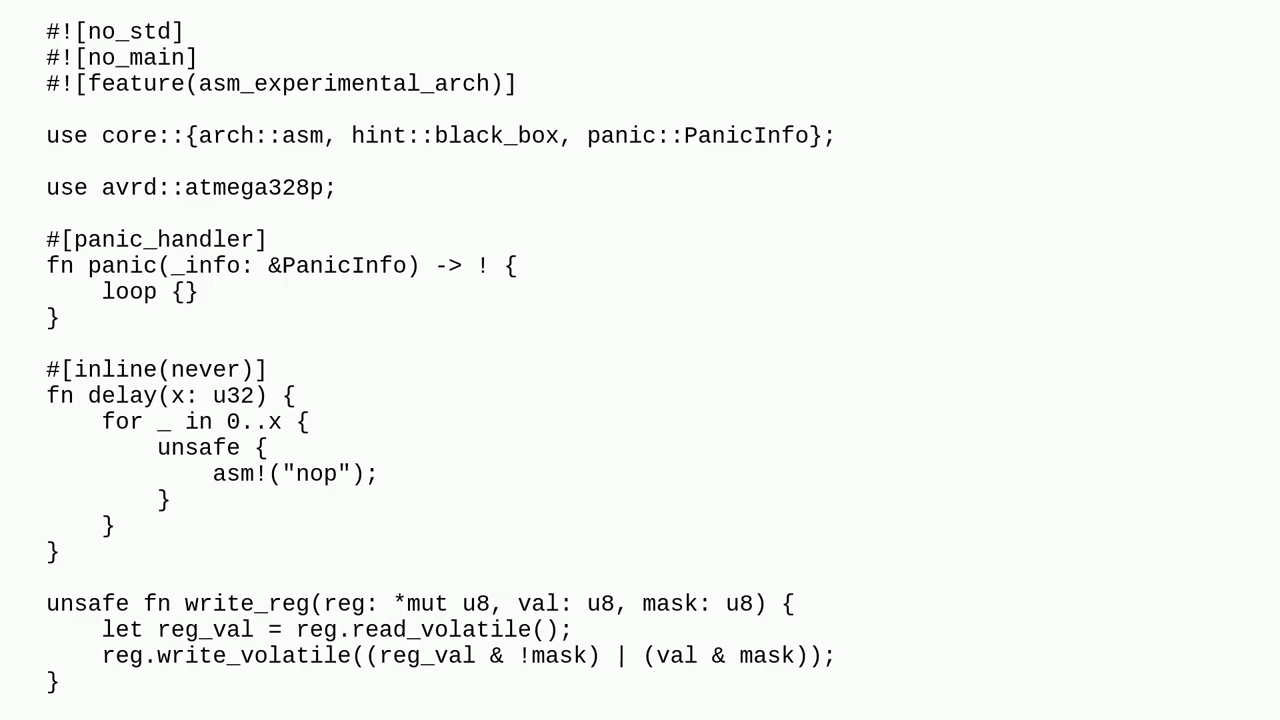 #![no_std]
#![no_main]
#![feature(asm_experimental_arch)]

use core::{arch::asm, hint::black_box, panic::PanicInfo};

use avrd::atmega328p;

#[panic_handler]
fn panic(_info: &PanicInfo) -> ! {
    loop {}
}

#[inline(never)]
fn delay(x: u32) {
    for _ in 0..x {
        unsafe {
            asm!("nop");
        }
    }
}

unsafe fn write_reg(reg: *mut u8, val: u8, mask: u8) {
    let reg_val = reg.read_volatile();
    reg.write_volatile((reg_val & !mask) | (val & mask));
}